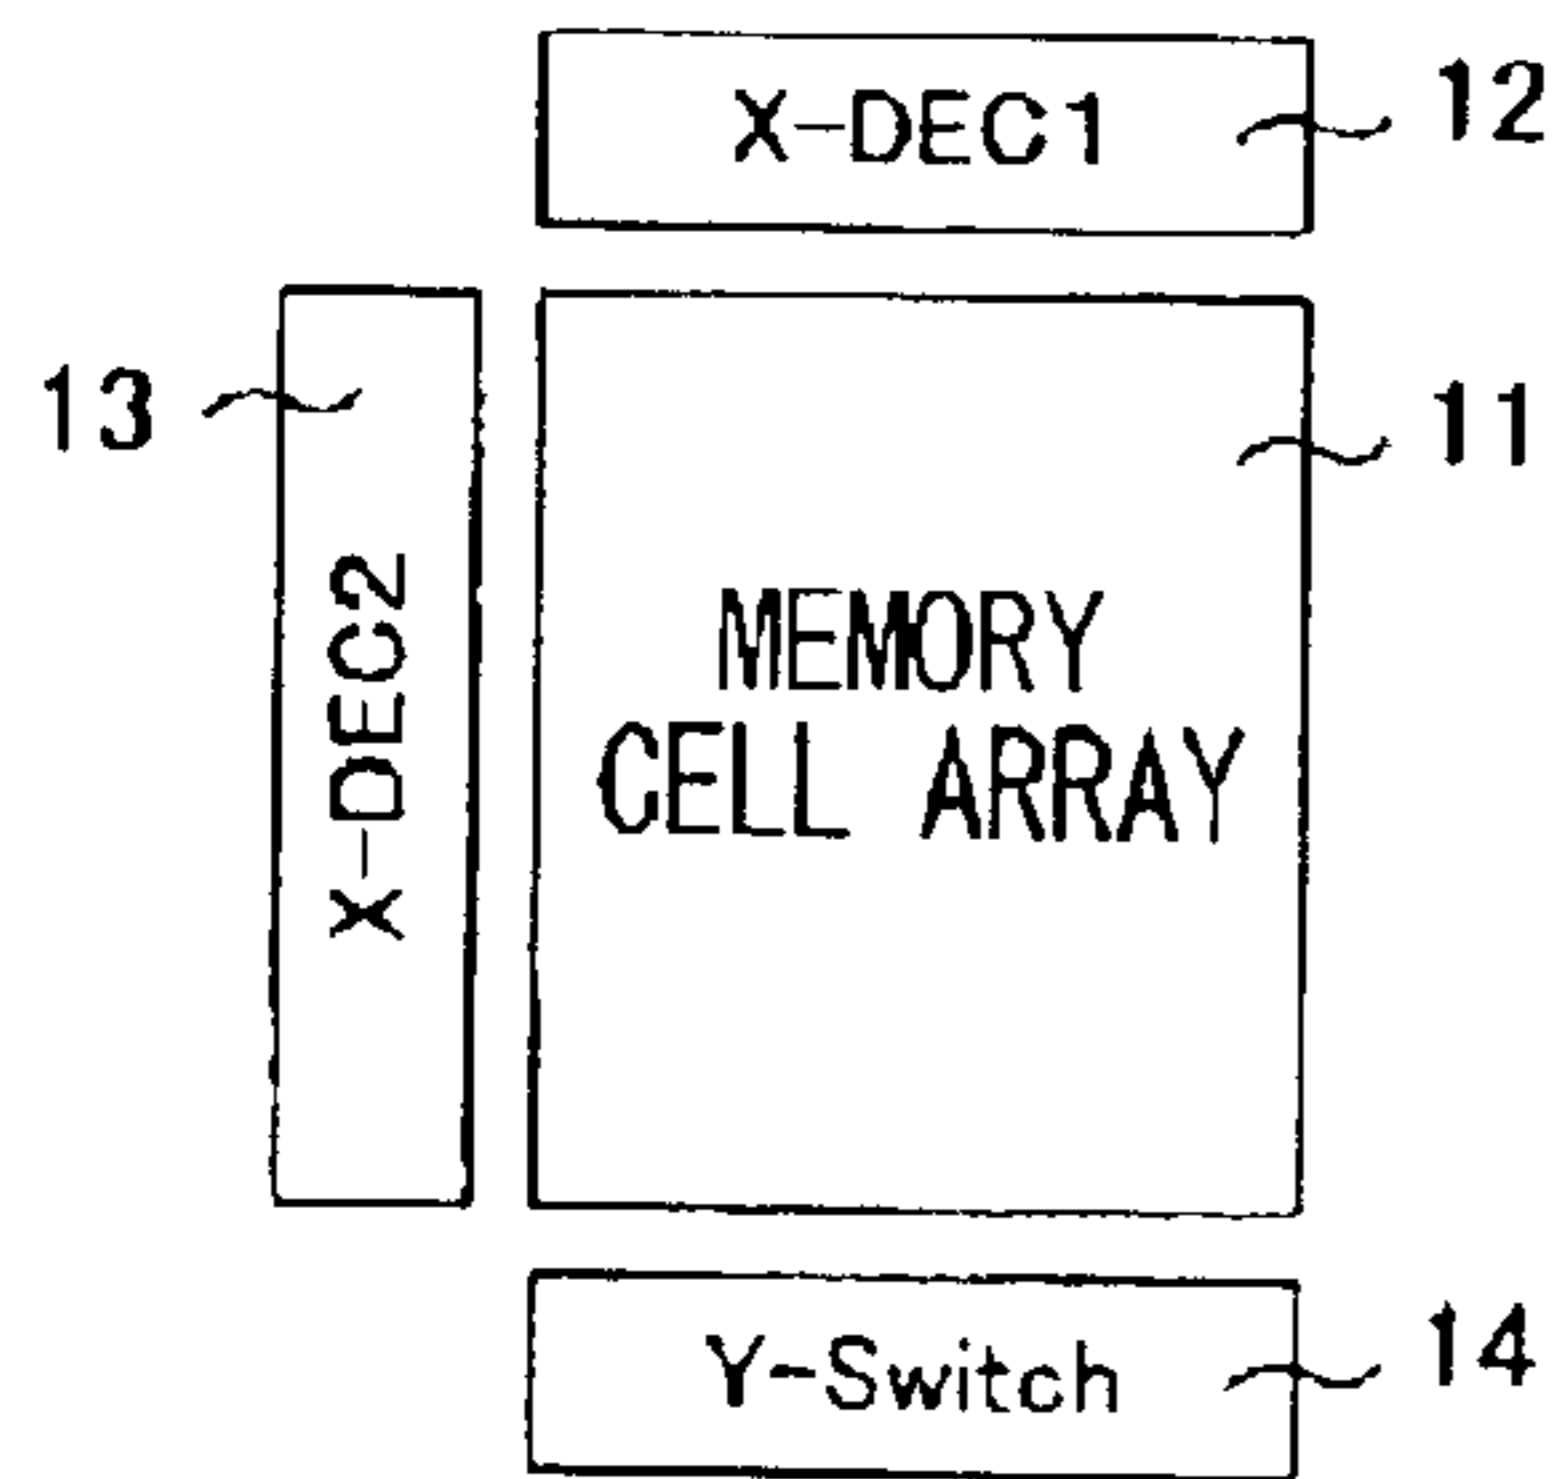 X-DEC1
12
13
11
X-DEC2
MEMORY
CELL ARRAY
Y-Switch
14